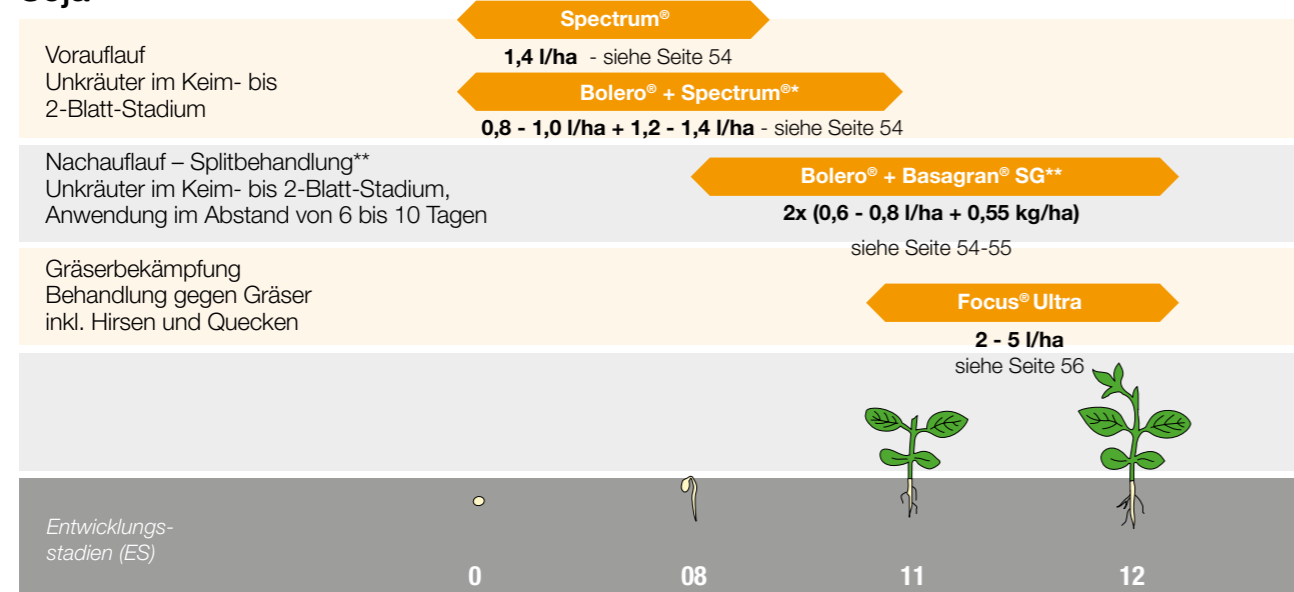 Soja
Spectrum®
Vorauflauf
Unkräuter im Keim- bis
2-Blatt-Stadium
1,4 l/ha - siehe Seite 54
Bolero® + Spectrum®*
0,8 - 1,0 l/ha + 1,2 - 1,4 l/ha - siehe Seite 54
Nachauflauf – Splitbehandlung**
Unkräuter im Keim- bis 2-Blatt-Stadium,
Anwendung im Abstand von 6 bis 10 Tagen
Bolero® + Basagran® SG**
2x (0,6 - 0,8 l/ha + 0,55 kg/ha)
siehe Seite 54-55
Gräserbekämpfung
Behandlung gegen Gräser
inkl. Hirsen und Quecken
Focus® Ultra
2 - 5 l/ha
siehe Seite 56
Entwicklungs-
stadien (ES)
0 08 11 12